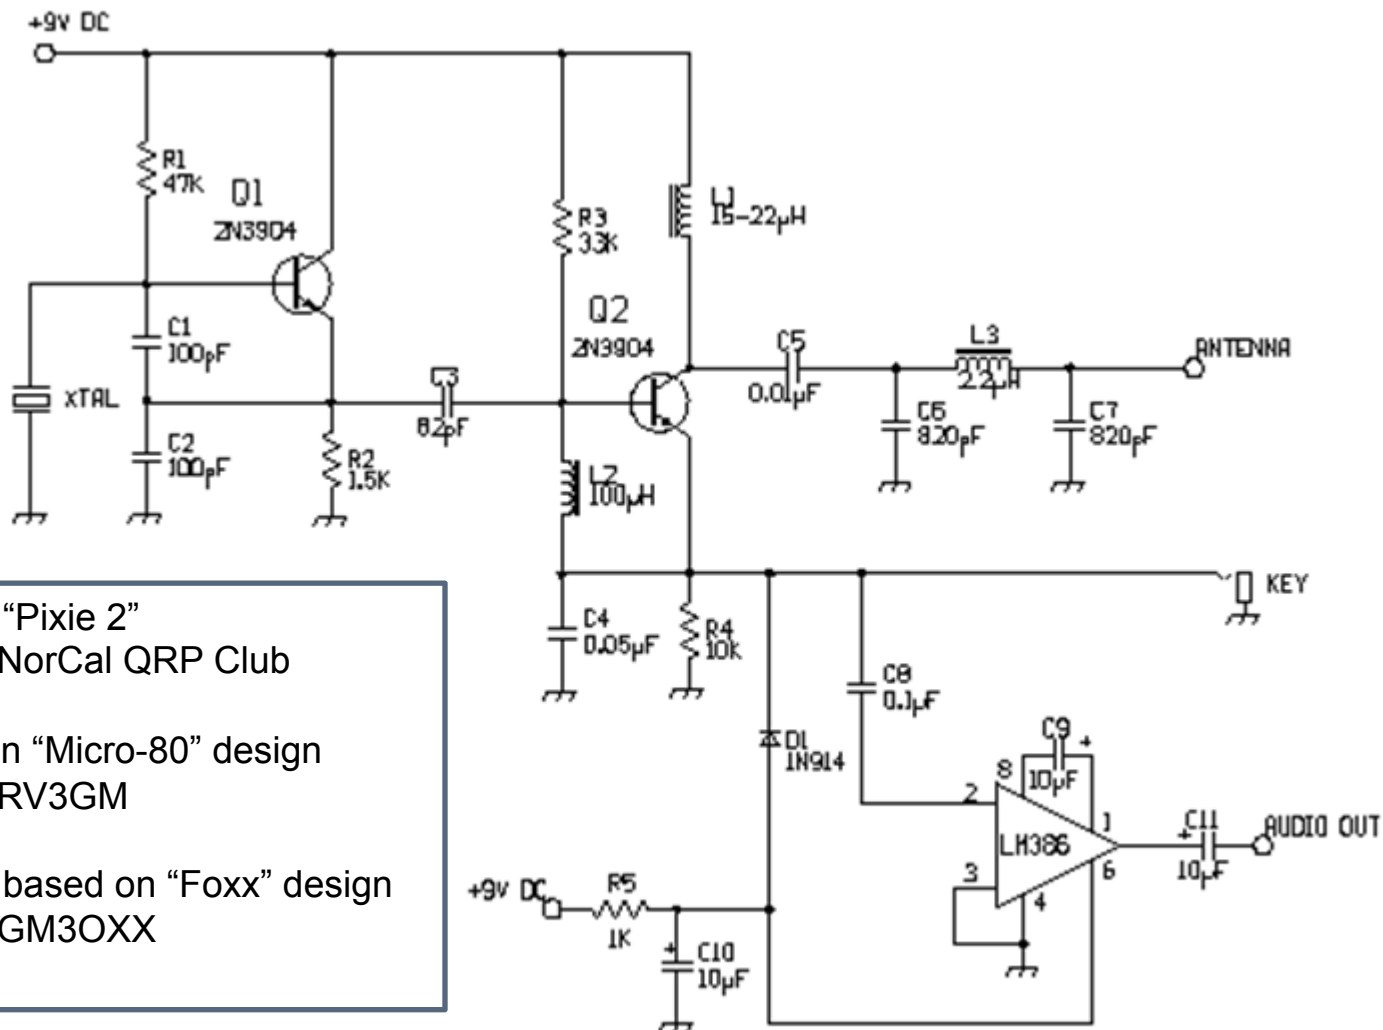 +9V DC
R1
47K
Q1
2N3904
R3
33K
L1
15-22µH
Q2
2N3904
C1
100pF
XTAL
C2
100pF
R2
1.5K
C3
82pF
L2
100µH
C5
0.01µF
L3
2.2µH
ANTENNA
C6
820pF
C7
820pF
KEY
C4
0.05µF
R4
10K
C8
0.1µF
D1
1N914
C9
+
10µF
8
2
1
LM386
3
4
6
+
C11
10µF
AUDIO OUT
+9V DC
R5
1K
+
C10
10µF
“Pixie 2”
NorCal QRP Club
n “Micro-80” design
RV3GM
based on “Foxx” design
GM3OXX